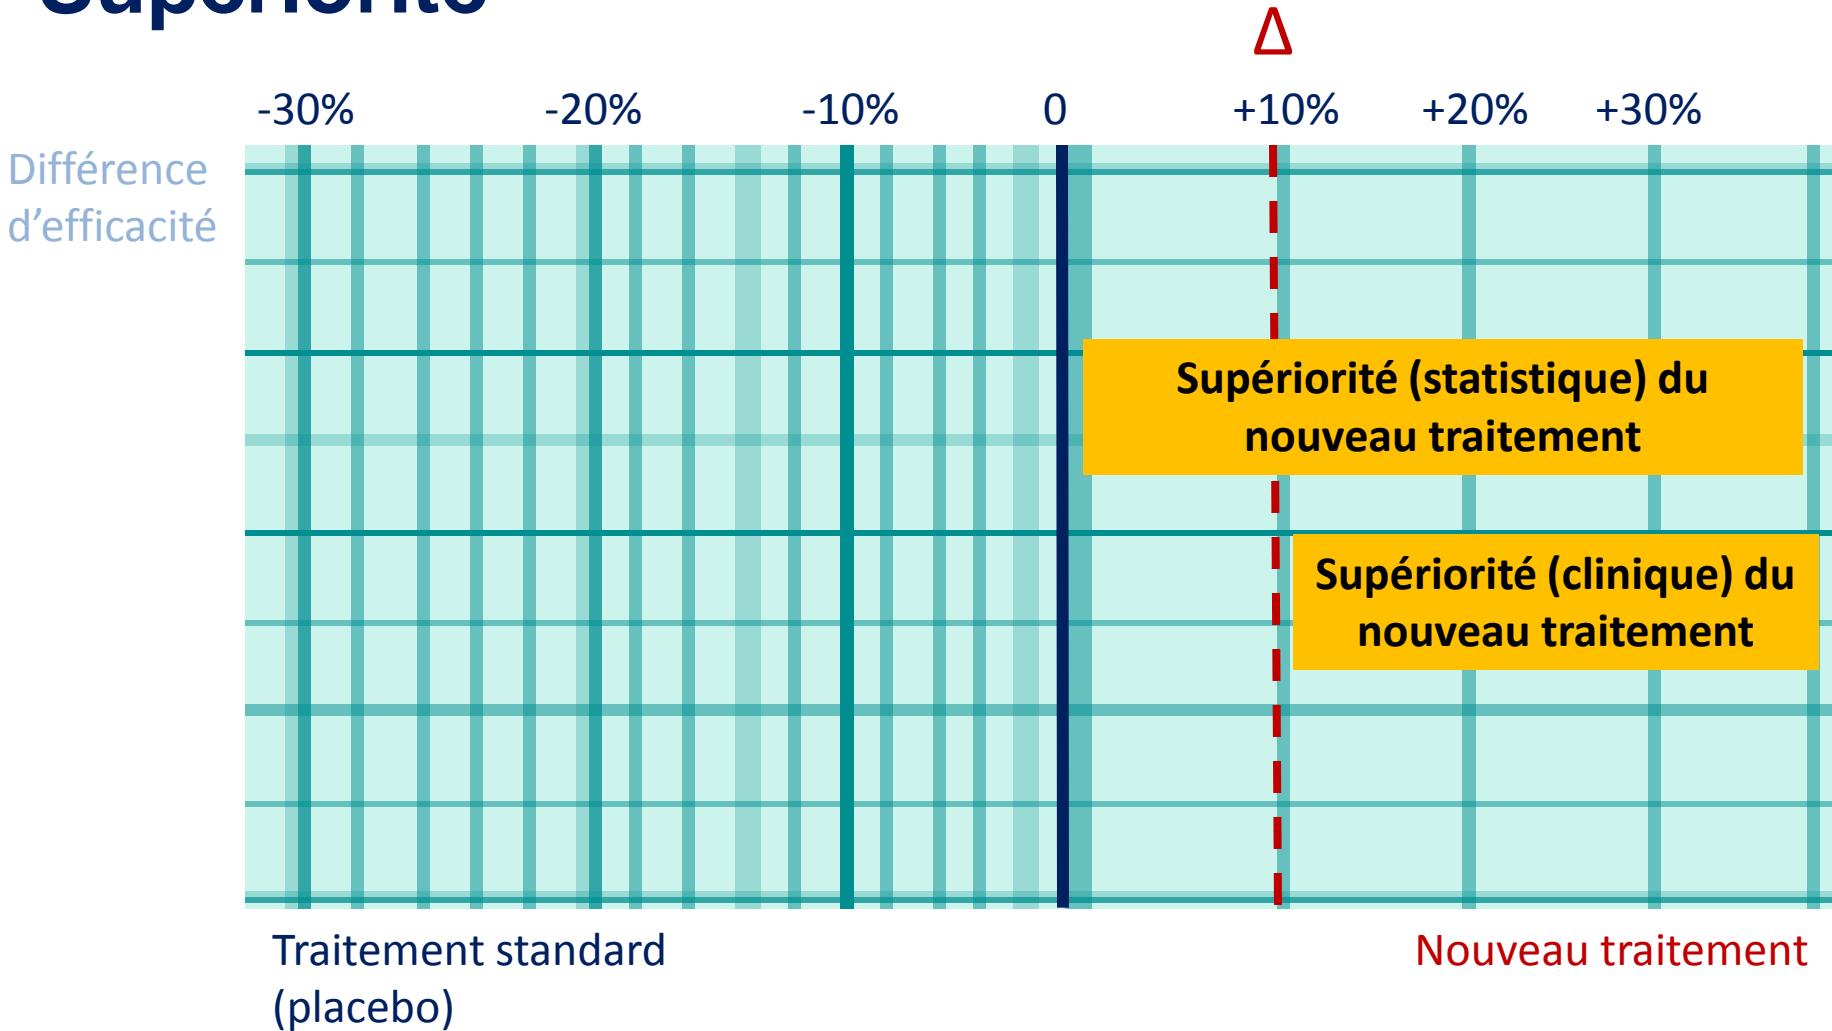 Supériorité
Δ
-30% -20% -10% 0 +10% +20% +30%
Différence
d’efficacité
Supériorité (statistique) du
nouveau traitement
Supériorité (clinique) du
nouveau traitement
Traitement standard
(placebo)
Nouveau traitement